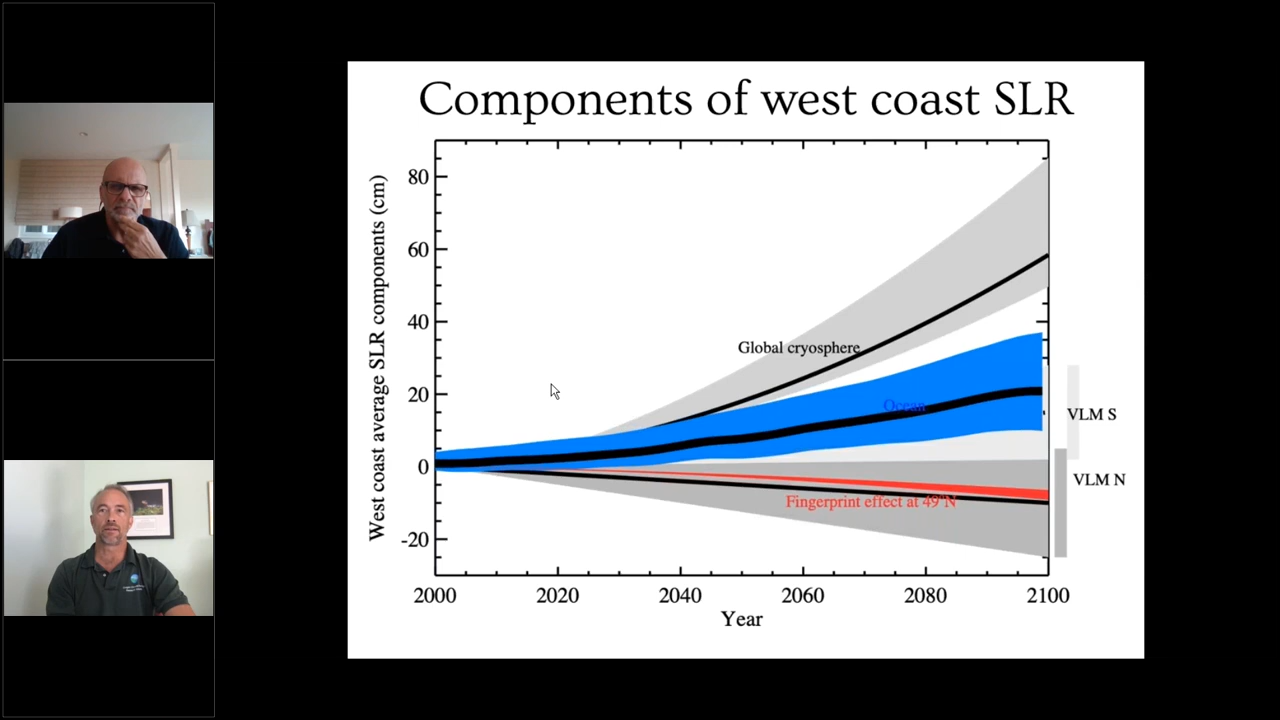 Components of west coast SLR
West coast average SLR components (cm)
80
60
40
20
0
-20
Global cryosphere
Ocean
Fingerprint effect at 49°N
VLM S
VLM N
2000 2020 2040 2060 2080 2100
Year